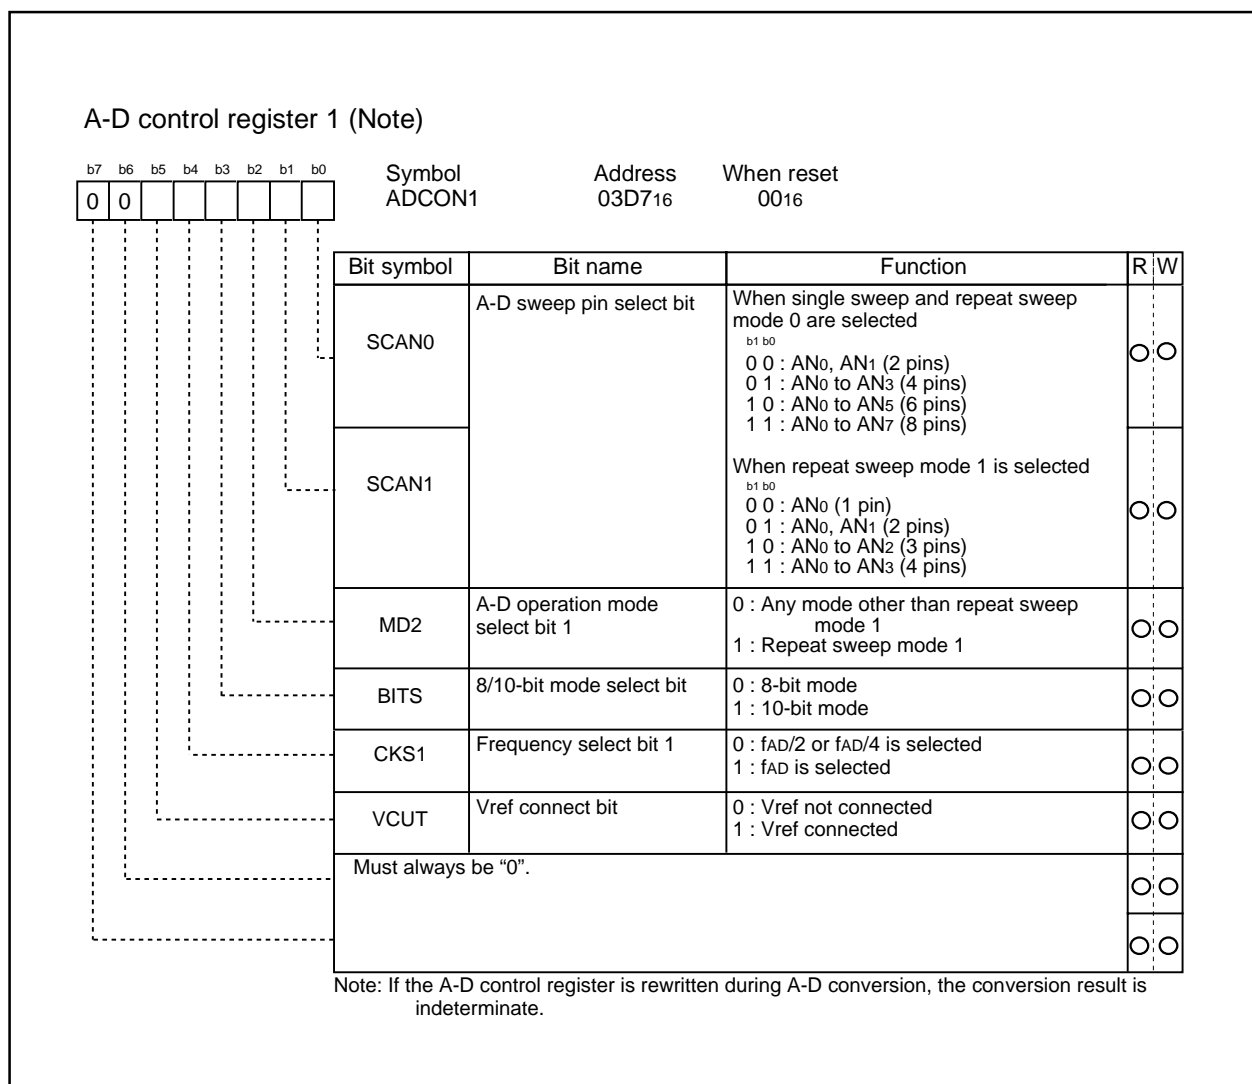 A-D control register 1 (Note)
b7 b6 b5 b4 b3 b2 b1 b0
0 0
Symbol Address When reset
ADCON1 03D716 0016
Bit symbol Bit name Function R W
SCAN0 A-D sweep pin select bit When single sweep and repeat sweep
mode 0 are selected
b1 b0
0 0 : AN0, AN1 (2 pins)
0 1 : AN0 to AN3 (4 pins)
1 0 : AN0 to AN5 (6 pins)
1 1 : AN0 to AN7 (8 pins)
SCAN1 When repeat sweep mode 1 is selected
b1 b0
0 0 : AN0 (1 pin)
0 1 : AN0, AN1 (2 pins)
1 0 : AN0 to AN2 (3 pins)
1 1 : AN0 to AN3 (4 pins)
MD2 A-D operation mode
select bit 1
0 : Any mode other than repeat sweep
mode 1
1 : Repeat sweep mode 1
BITS 8/10-bit mode select bit 0 : 8-bit mode
1 : 10-bit mode
CKS1 Frequency select bit 1 0 : fAD/2 or fAD/4 is selected
1 : fAD is selected
VCUT Vref connect bit 0 : Vref not connected
1 : Vref connected
Must always be “0”.
Note: If the A-D control register is rewritten during A-D conversion, the conversion result is
indeterminate.